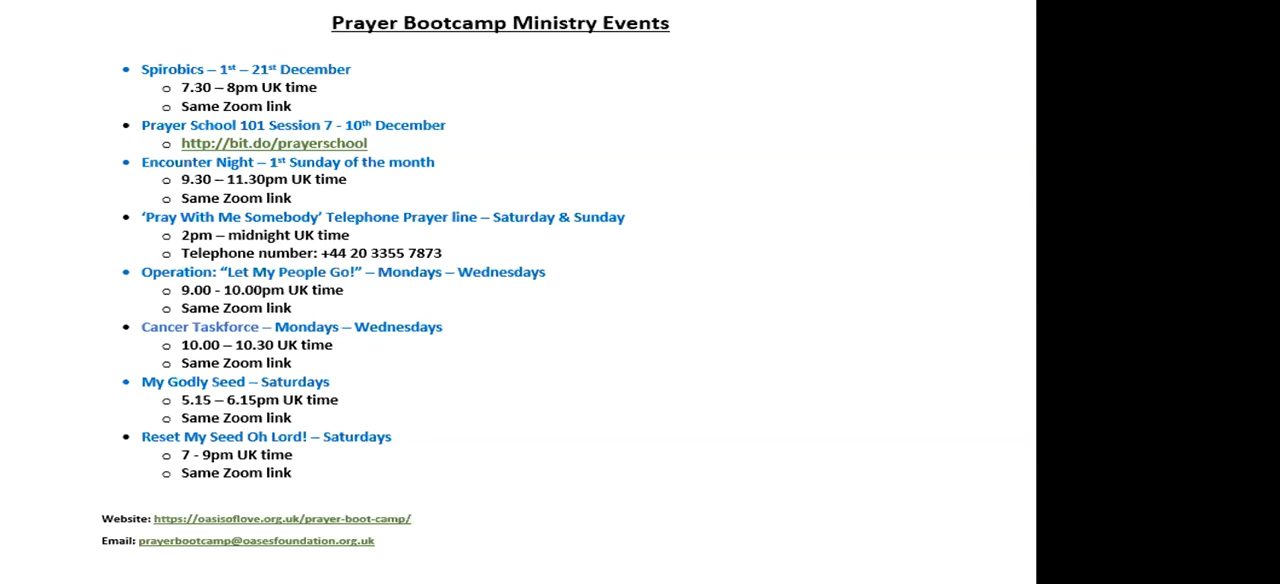 Prayer Bootcamp Ministry Events
• Spirobics – 1st – 21st December
o 7.30 – 8pm UK time
o Same Zoom link
• Prayer School 101 Session 7 - 10th December
o http://bit.do/prayerschool
• Encounter Night – 1st Sunday of the month
o 9.30 – 11.30pm UK time
o Same Zoom link
• ‘Pray With Me Somebody’ Telephone Prayer line – Saturday & Sunday
o 2pm – midnight UK time
o Telephone number: +44 20 3355 7873
• Operation: “Let My People Go!” – Mondays – Wednesdays
o 9.00 - 10.00pm UK time
o Same Zoom link
• Cancer Taskforce – Mondays – Wednesdays
o 10.00 – 10.30 UK time
o Same Zoom link
• My Godly Seed – Saturdays
o 5.15 – 6.15pm UK time
o Same Zoom link
• Reset My Seed Oh Lord! – Saturdays
o 7 - 9pm UK time
o Same Zoom link
Website: https://oasisoflove.org.uk/prayer-boot-camp/
Email: prayerbootcamp@oasesfoundation.org.uk